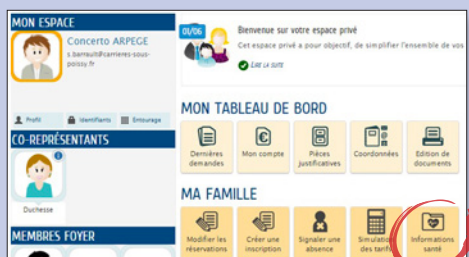 MON ESPACE
Concerto ARPEGE
s.barrault@carrieres-sous-
poissy.fr
Profil
Identifiants
Entourage
CO-REPRÉSENTANTS
Duchesse
MEMBRES FOYER
01/06
Bienvenue sur votre espace privé
Cet espace privé a pour objectif, de simplifier l'ensemble de vos
LIRE LA SUITE
MON TABLEAU DE BORD
Dernières
demandes
Mon compte
Pièces
justificatives
Coordonnées
Edition de
documents
MA FAMILLE
Modifier les
réservations
Créer une
inscription
Signaler une
absence
Simulation
des tarifs
Informations
santé